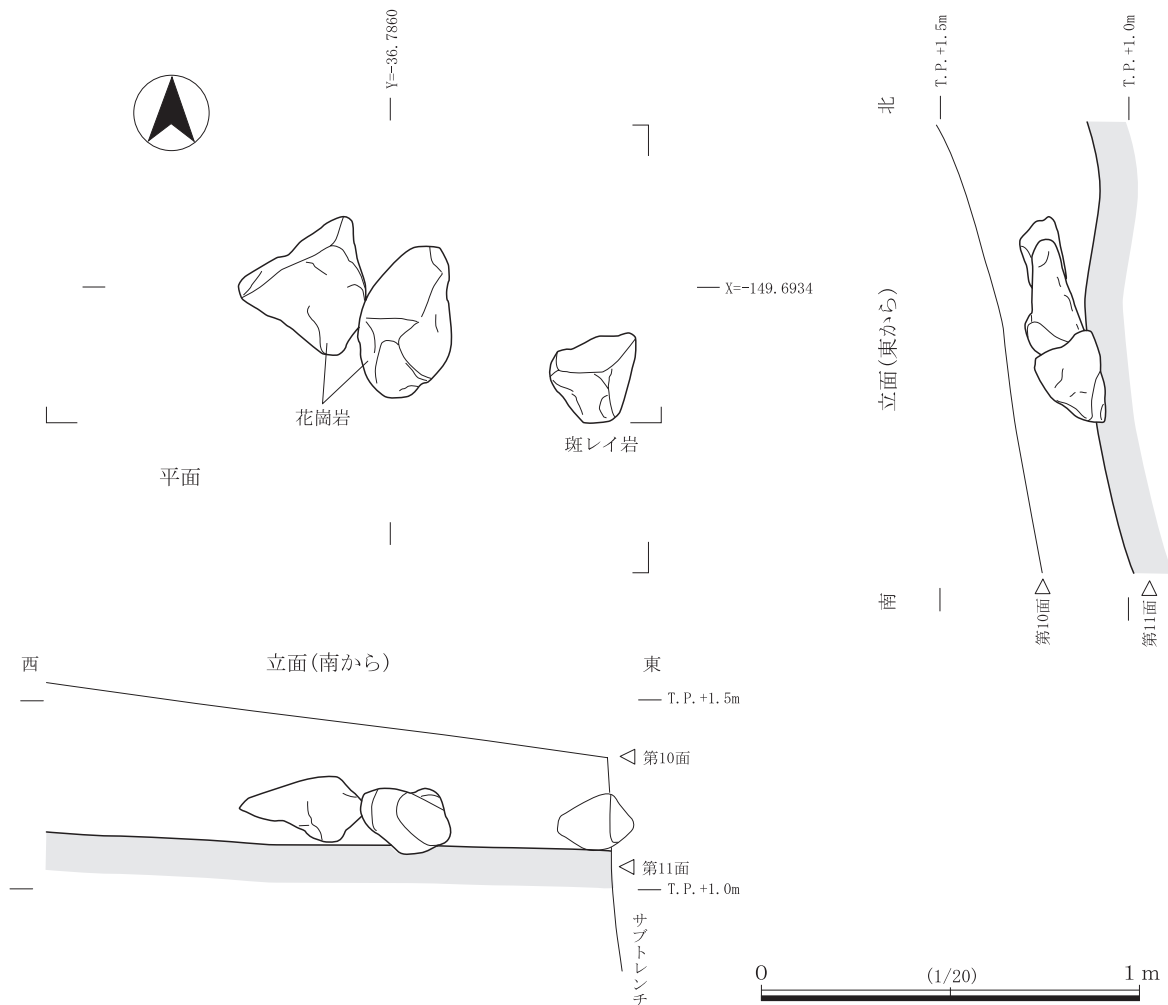 Y=-36.7860
X=-149.6934
花崗岩
斑レイ岩
平面
T.P.+1.5m
T.P.+1.0m
北
立面(東から)
南
第10面
第11面
西
立面(南から)
東
T.P.+1.5m
第10面
第11面
T.P.+1.0m
サブトレンチ
0
(1/20)
1 m